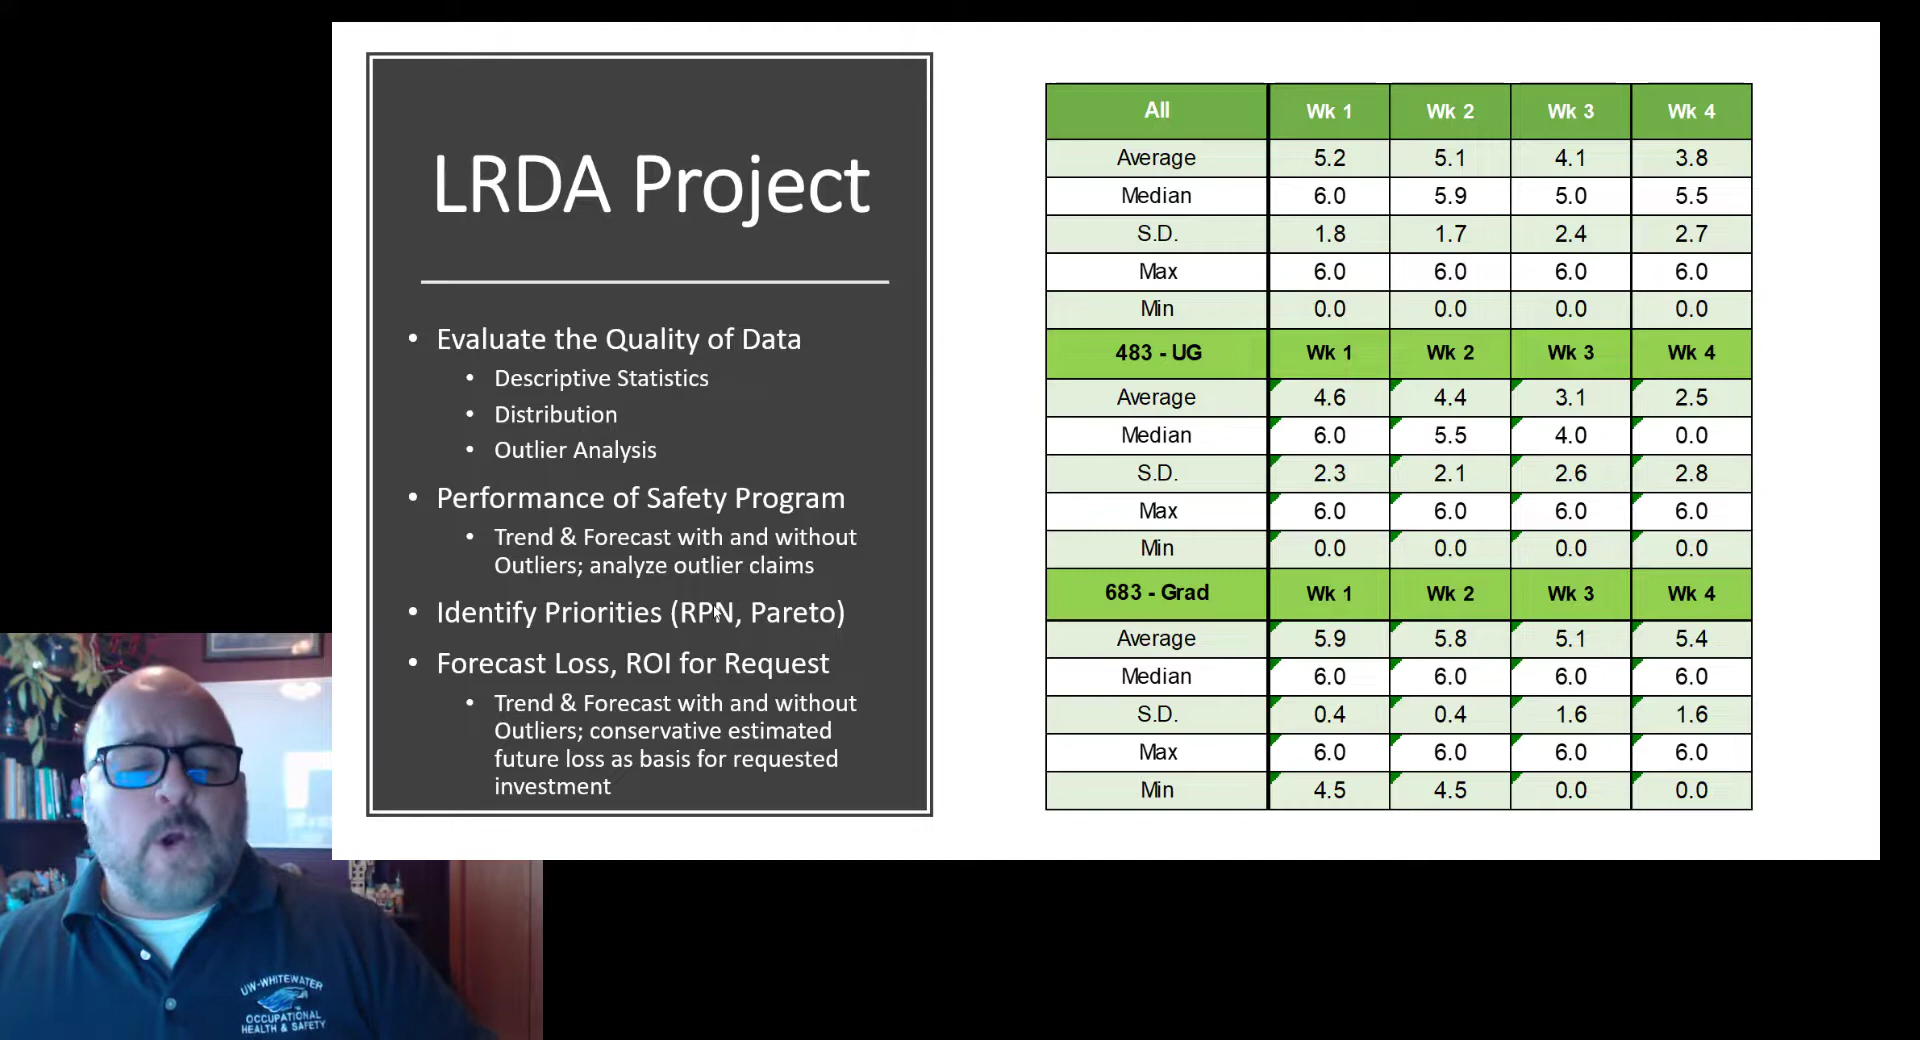 LRDA Project
• Evaluate the Quality of Data
• Descriptive Statistics
• Distribution
• Outlier Analysis
• Performance of Safety Program
• Trend & Forecast with and without
Outliers; analyze outlier claims
• Identify Priorities (RPN, Pareto)
• Forecast Loss, ROI for Request
• Trend & Forecast with and without
Outliers; conservative estimated
future loss as basis for requested
investment
All Wk 1 Wk 2 Wk 3 Wk 4
Average 5.2 5.1 4.1 3.8
Median 6.0 5.9 5.0 5.5
S.D. 1.8 1.7 2.4 2.7
Max 6.0 6.0 6.0 6.0
Min 0.0 0.0 0.0 0.0
483 - UG Wk 1 Wk 2 Wk 3 Wk 4
Average 4.6 4.4 3.1 2.5
Median 6.0 5.5 4.0 0.0
S.D. 2.3 2.1 2.6 2.8
Max 6.0 6.0 6.0 6.0
Min 0.0 0.0 0.0 0.0
683 - Grad Wk 1 Wk 2 Wk 3 Wk 4
Average 5.9 5.8 5.1 5.4
Median 6.0 6.0 6.0 6.0
S.D. 0.4 0.4 1.6 1.6
Max 6.0 6.0 6.0 6.0
Min 4.5 4.5 0.0 0.0
UW-WHITEWATER
OCCUPATIONAL
HEALTH & SAFETY